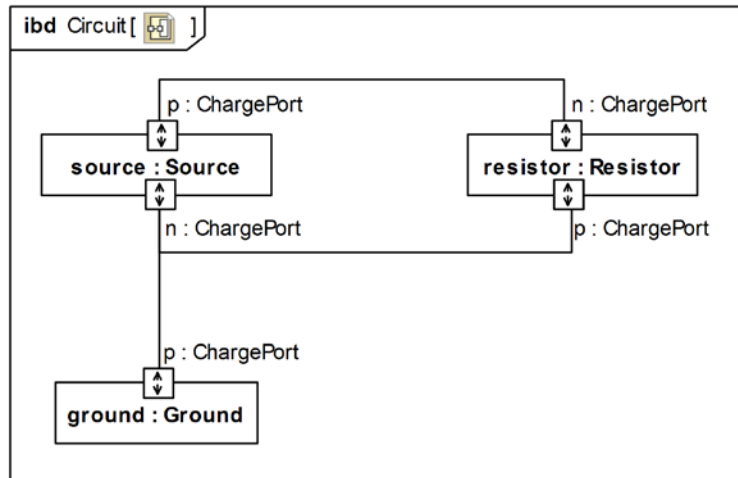 ibd Circuit[ ]
p : ChargePort
n : ChargePort
source : Source
resistor : Resistor
n : ChargePort
p : ChargePort
p : ChargePort
ground : Ground